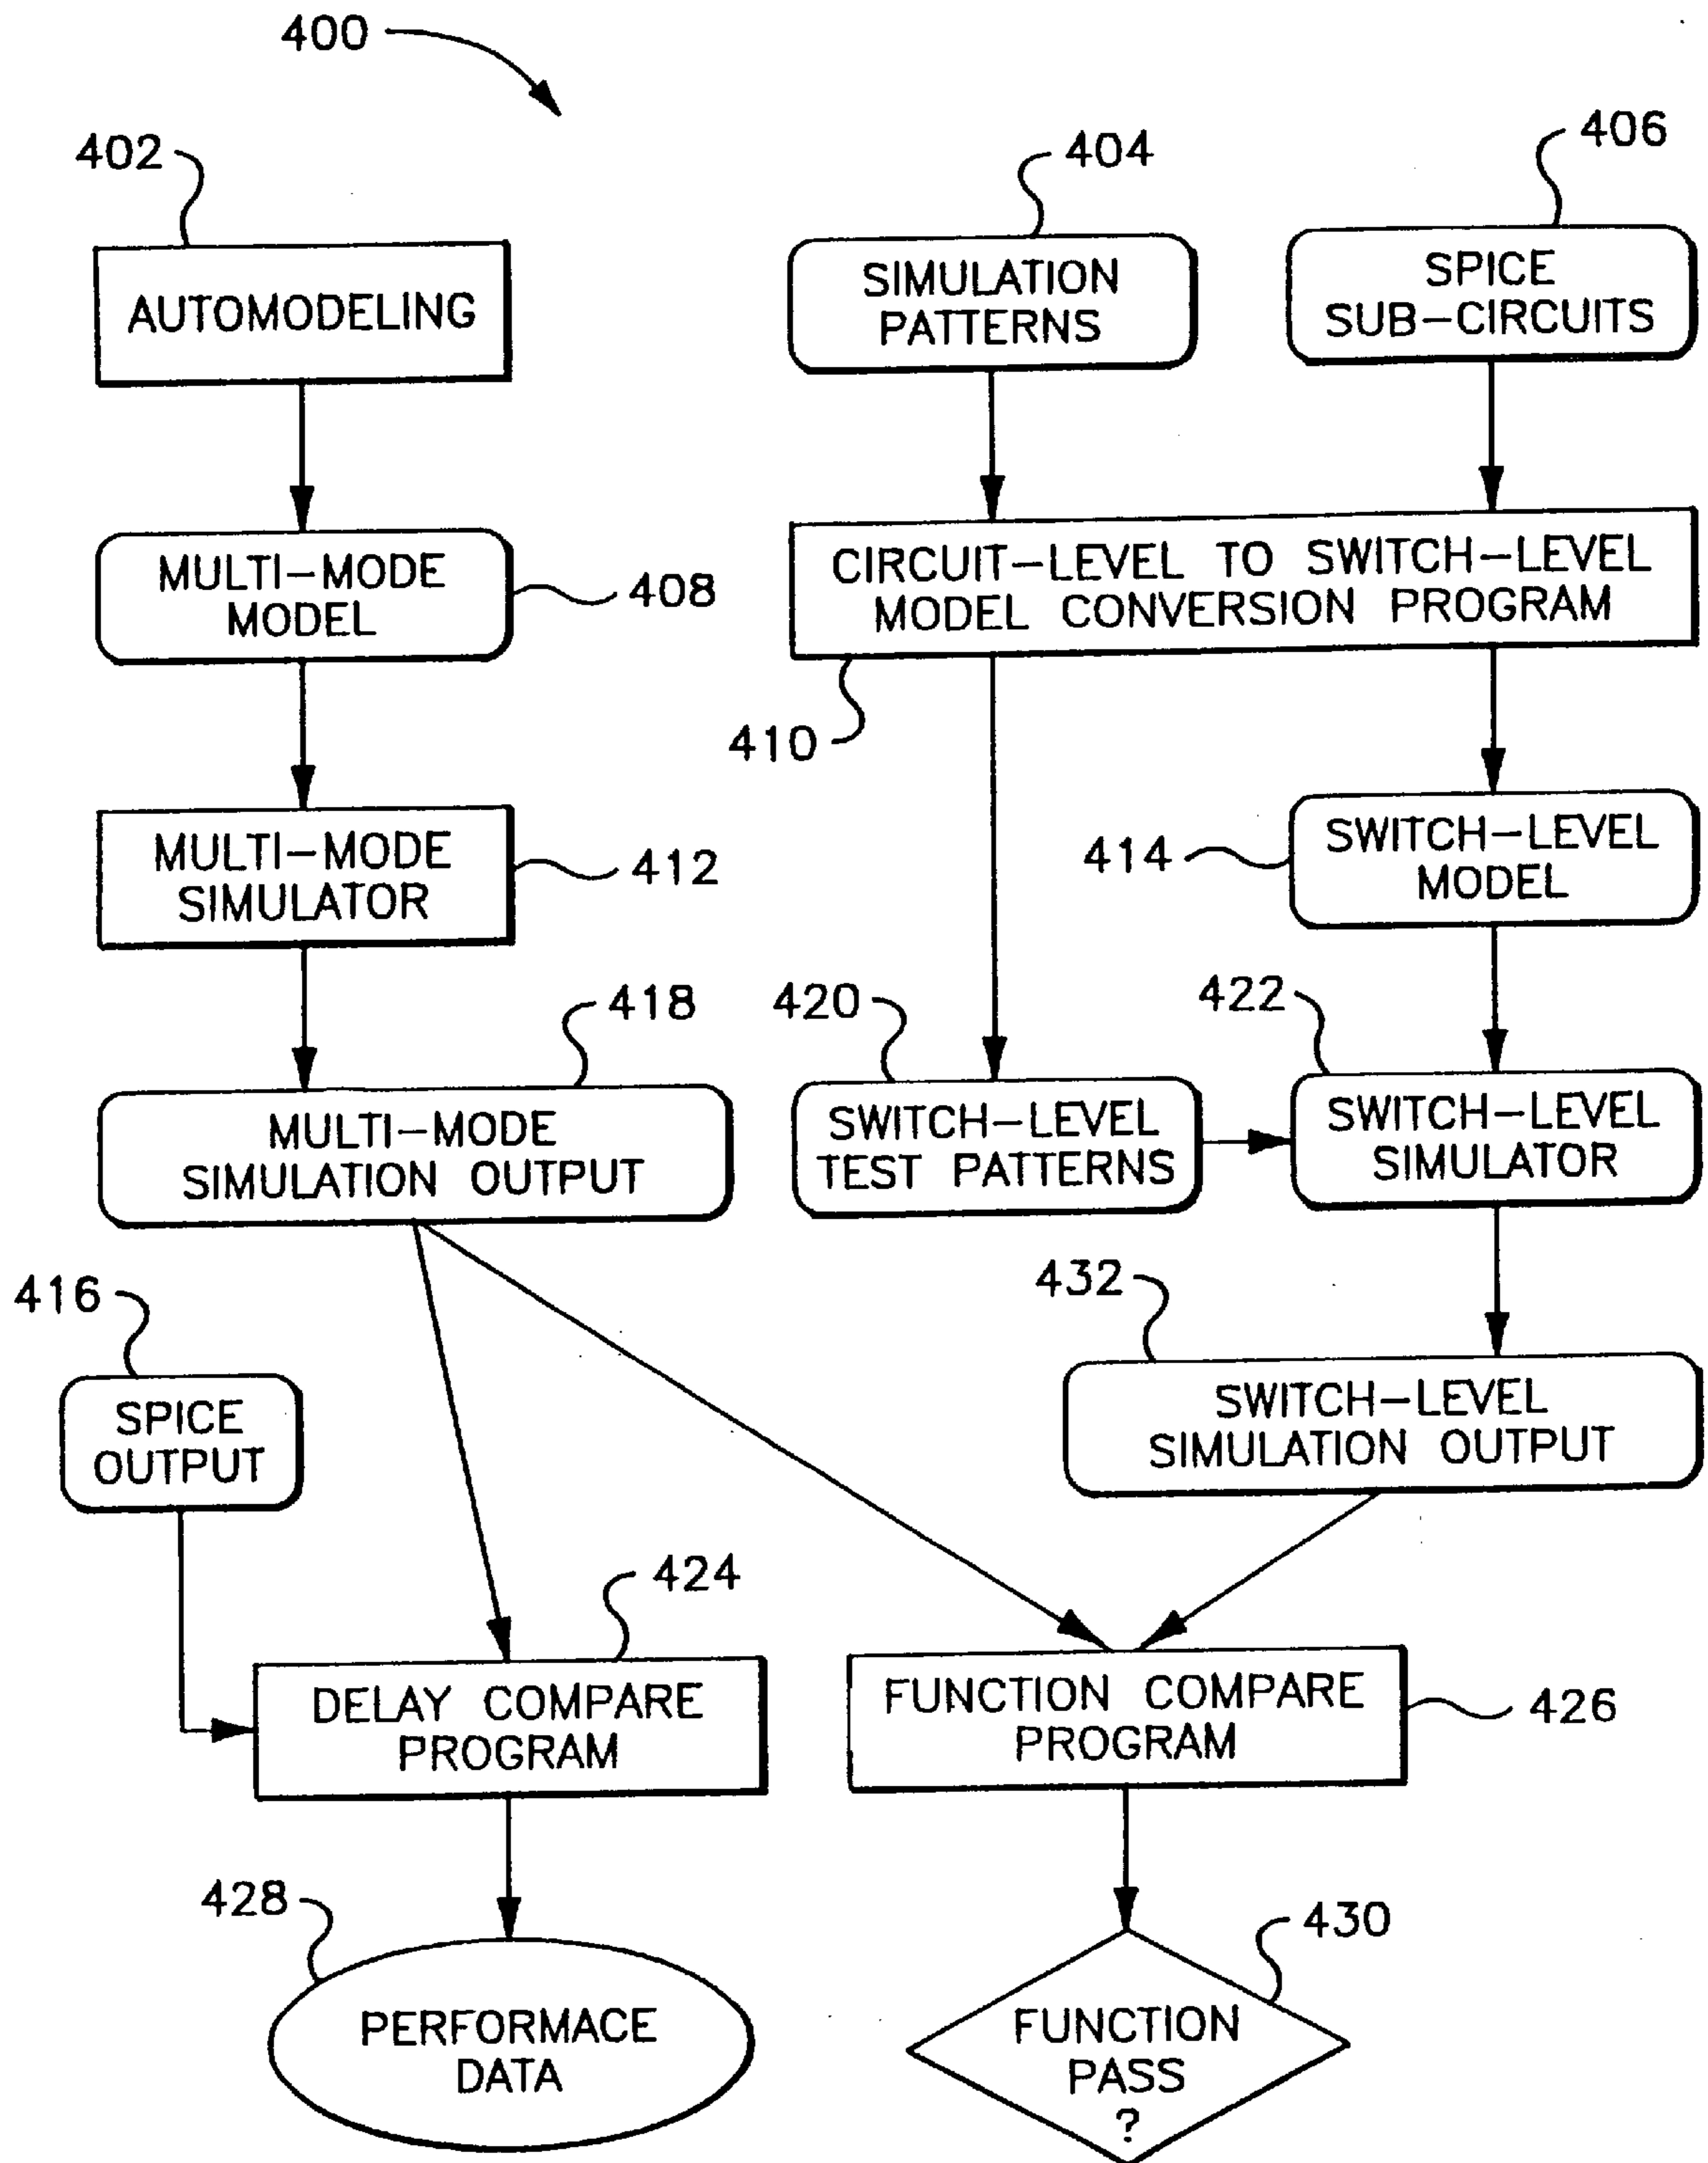 400
402
404
406
AUTOMODELING
SIMULATION
PATTERNS
SPICE
SUB-CIRCUITS
MULTI-MODE
MODEL
408
CIRCUIT-LEVEL TO SWITCH-LEVEL
MODEL CONVERSION PROGRAM
410
MULTI-MODE
SIMULATOR
412
414
SWITCH-LEVEL
MODEL
418
420
422
MULTI-MODE
SIMULATION OUTPUT
SWITCH-LEVEL
TEST PATTERNS
SWITCH-LEVEL
SIMULATOR
416
432
SPICE
OUTPUT
SWITCH-LEVEL
SIMULATION OUTPUT
424
DELAY COMPARE
PROGRAM
FUNCTION COMPARE
PROGRAM
426
428
430
PERFORMACE
DATA
FUNCTION
PASS
?